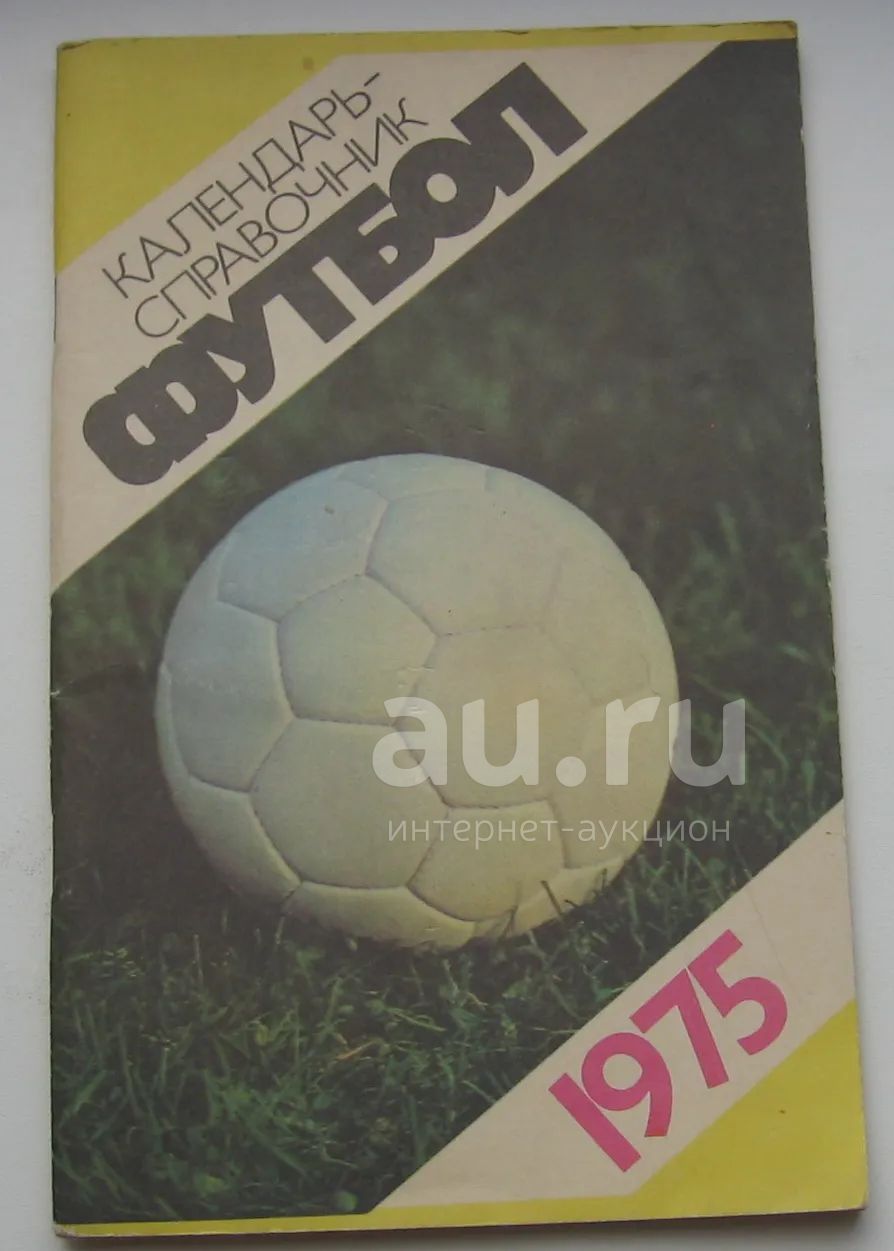 КАЛЕНДАРЬ-
СПРАВОЧНИК
ФУТБОЛ
au.ru
интернет-аукцион
1975